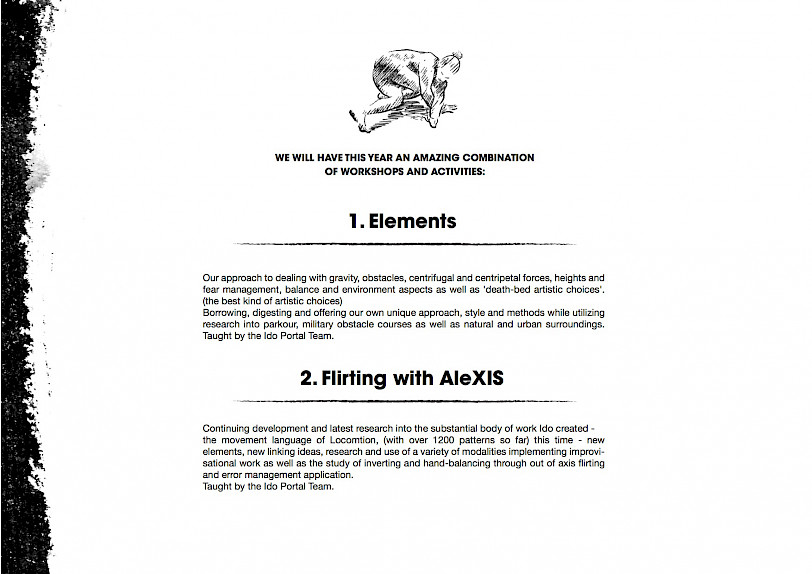 WE WILL HAVE THIS YEAR AN AMAZING COMBINATION
OF WORKSHOPS AND ACTIVITIES:
1. Elements
Our approach to dealing with gravity, obstacles, centrifugal and centripetal forces, heights and
fear management, balance and environment aspects as well as 'death-bed artistic choices'.
(the best kind of artistic choices)
Borrowing, digesting and offering our own unique approach, style and methods while utilizing
research into parkour, military obstacle courses as well as natural and urban surroundings.
Taught by the Ido Portal Team.
2. Flirting with AleXIS
Continuing development and latest research into the substantial body of work Ido created -
the movement language of Locomtion, (with over 1200 patterns so far) this time - new
elements, new linking ideas, research and use of a variety of modalities implementing improvi-
sational work as well as the study of inverting and hand-balancing through out of axis flirting
and error management application.
Taught by the Ido Portal Team.